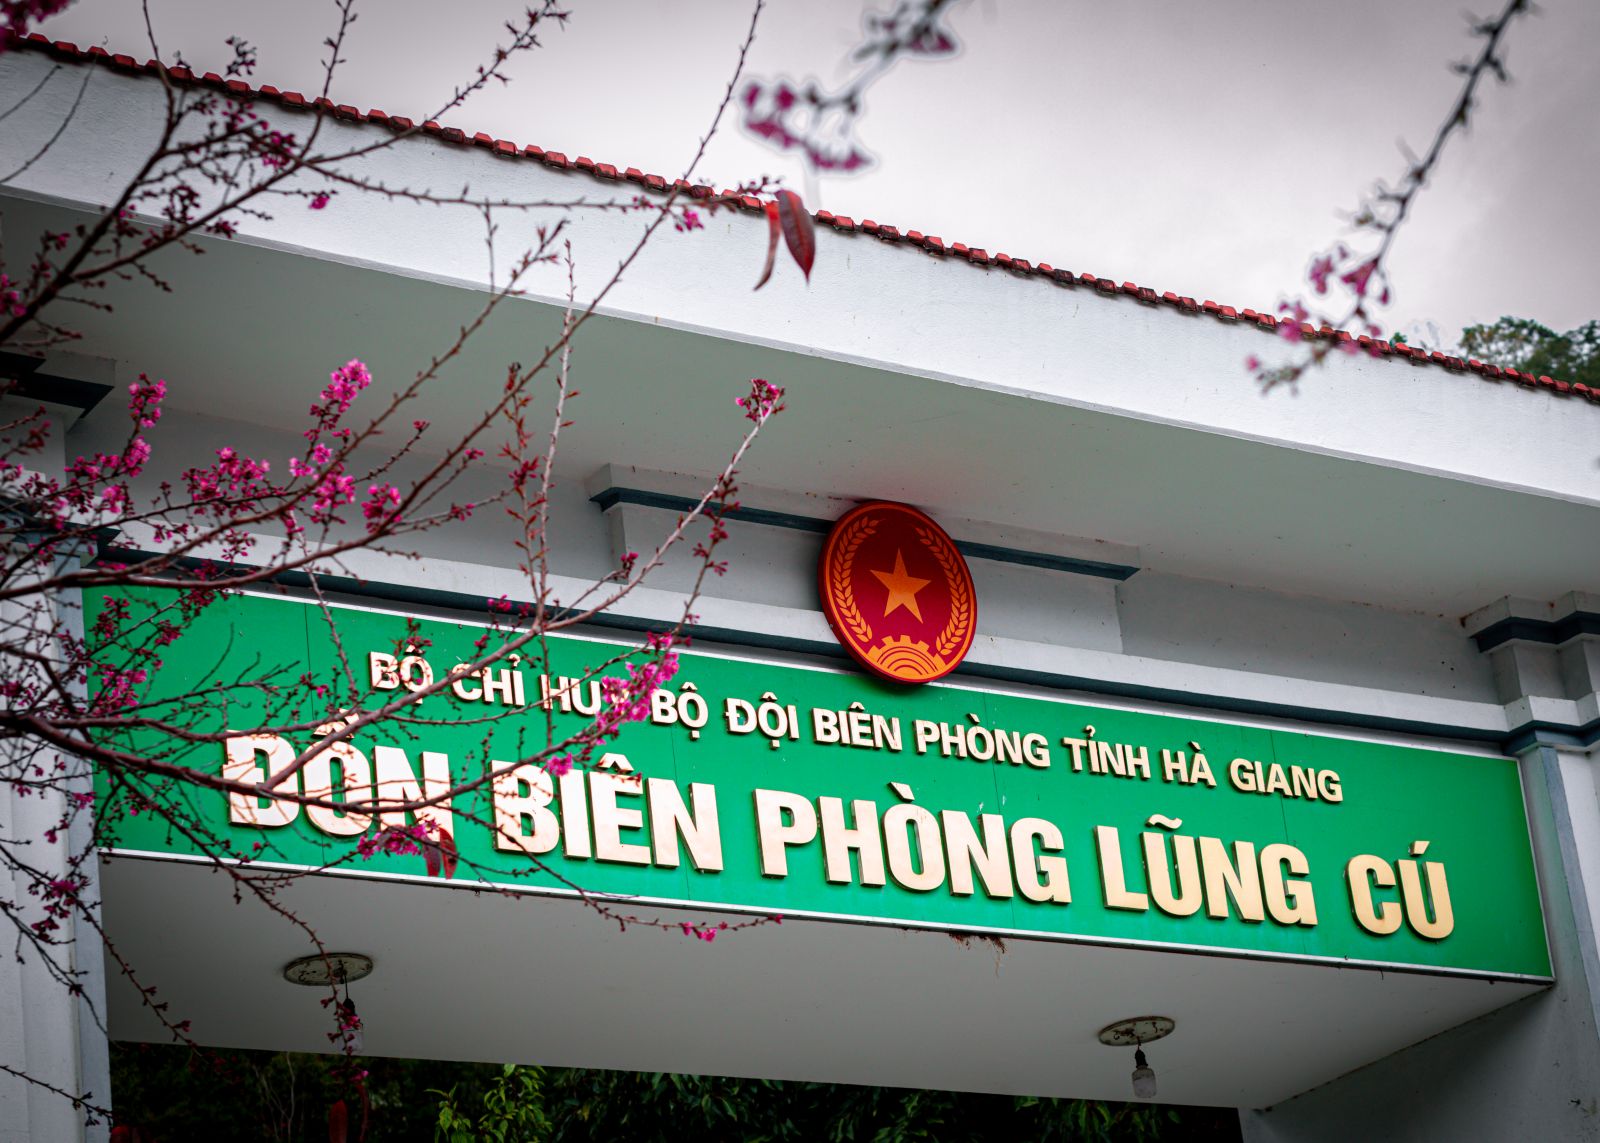 BỘ CHỈ HUY BỘ ĐỘI BIÊN PHÒNG TỈNH HÀ GIANG
ĐỒN BIÊN PHÒNG LŨNG CÚ